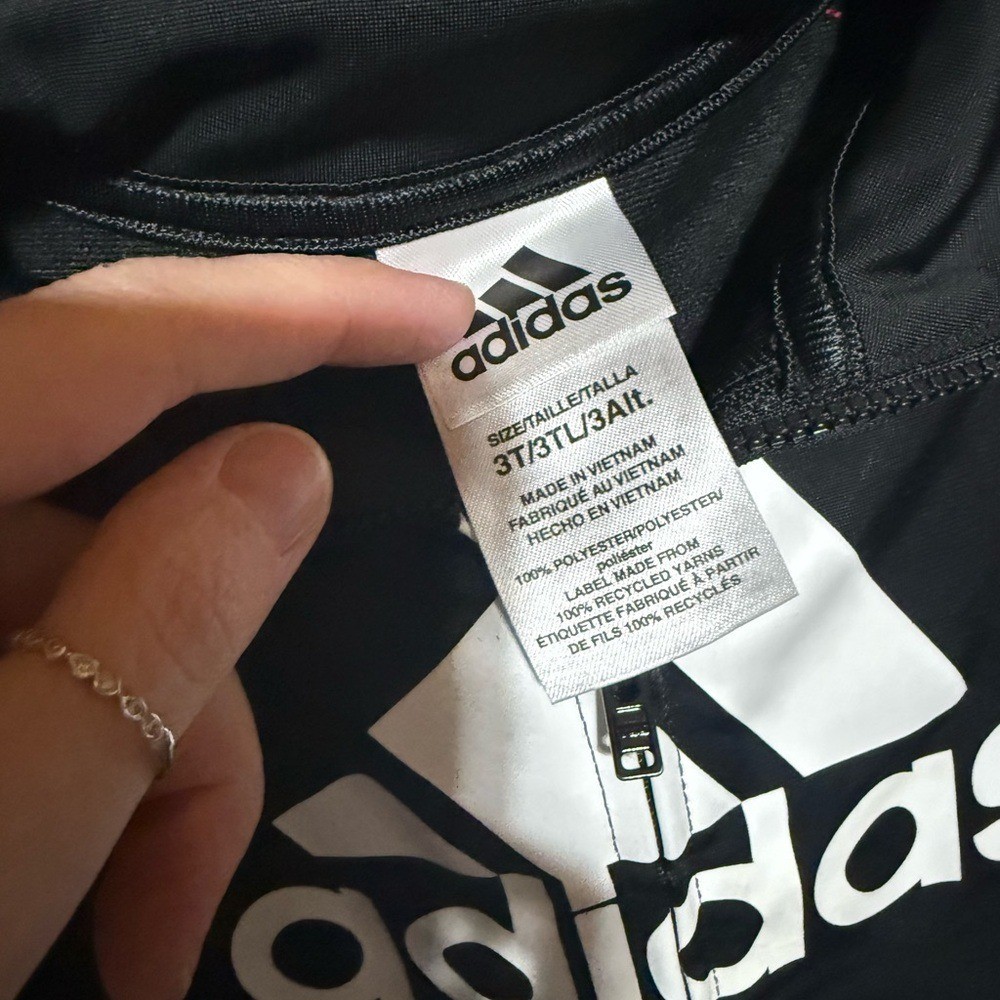 adidas
SIZE/TAILLE/TALLA
3T/3TL/3Alt.
MADE IN VIETNAM
FABRIQUÉ AU VIETNAM
HECHO EN VIETNAM
100% POLYESTER/POLYESTER/
poliéster
LABEL MADE FROM
100% RECYCLED YARNS
ÉTIQUETTE FABRIQUÉ À PARTIR
DE FILS 100% RECYCLÉS
adidas